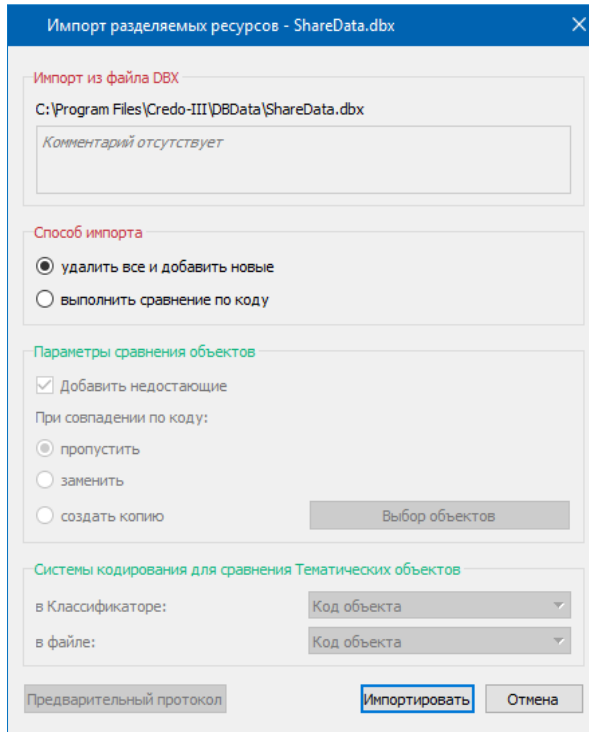 Импорт разделяемых ресурсов - ShareData.dbx
Импорт из файла DBX
C:\Program Files\Credo-III\DBData\ShareData.dbx
Комментарий отсутствует
Способ импорта
удалить все и добавить новые
выполнить сравнение по коду
Параметры сравнения объектов
Добавить недостающие
При совпадении по коду:
пропустить
заменить
создать копию Выбор объектов
Системы кодирования для сравнения Тематических объектов
в Классификаторе: Код объекта
в файле: Код объекта
Предварительный протокол Импортировать Отмена